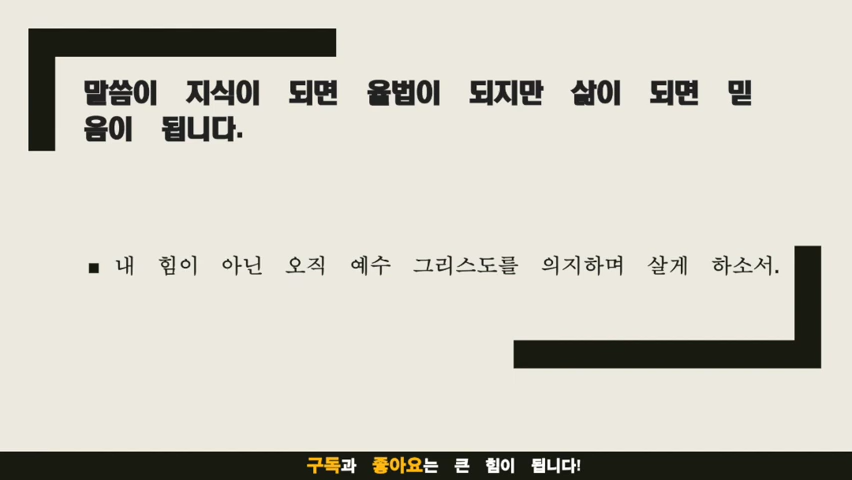 말씀이 지식이 되면 율법이 되지만 삶이 되면 믿
음이 됩니다.
■ 내 힘이 아닌 오직 예수 그리스도를 의지하며 살게 하소서.
구독과 좋아요는 큰 힘이 됩니다!